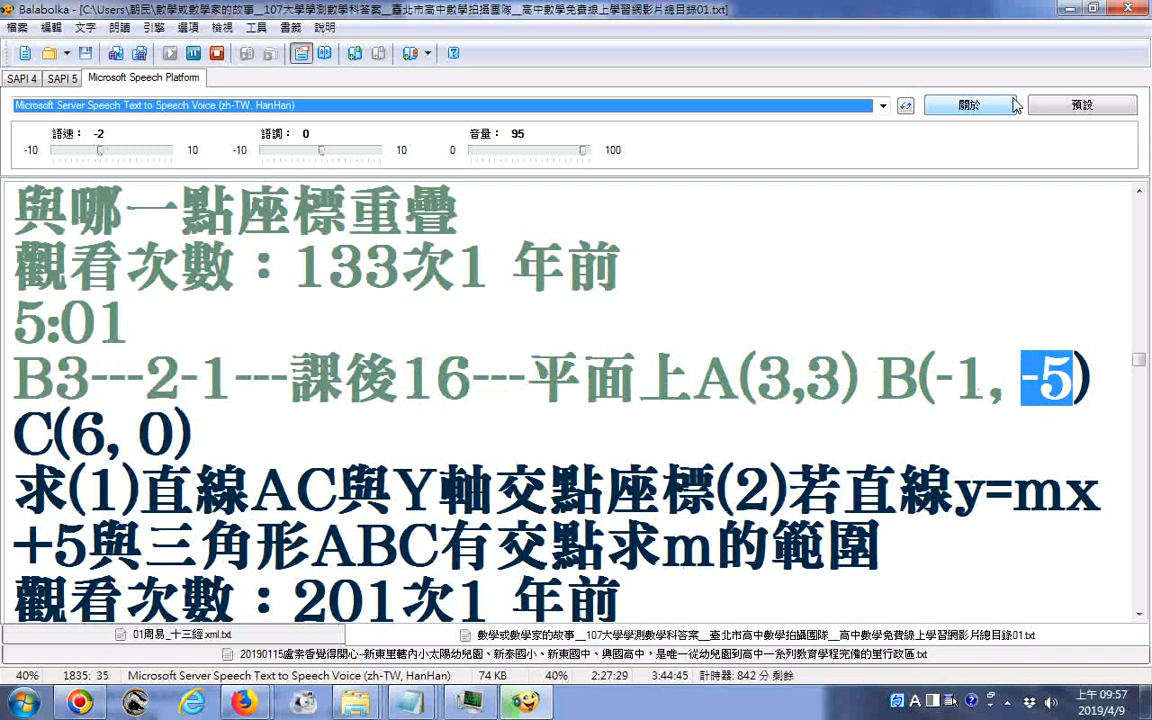 Balabolka - [C:\Users\朝民\數學或數學家的故事__107大學學測數學科答案__臺北市高中數學拍攝團隊__高中數學免費線上學習網影片總目錄01.txt]
檔案 編輯 文字 朗讀 引擎 選項 檢視 工具 書籤 說明
SAPI 4 SAPI 5 Microsoft Speech Platform
Microsoft Server Speech Text to Speech Voice (zh-TW, HanHan) 關於 預設
語速： -2 語調： 0 音量： 95
-10 10 -10 10 0 100
與哪一點座標重疊
觀看次數：133次1 年前
5:01
B3---2-1---課後16---平面上A(3,3) B(-1, -5)
C(6, 0)
求(1)直線AC與Y軸交點座標(2)若直線y=mx
+5與三角形ABC有交點求m的範圍
觀看次數：201次1 年前
01周易_十三經.xml.txt 數學或數學家的故事__107大學學測數學科答案__臺北市高中數學拍攝團隊__高中數學免費線上學習網影片總目錄01.txt
20190115盧素香覺得開心-新東里轄內小太陽幼兒園、新泰國小、新東國中、興國高中，是唯一從幼兒園到高中一系列教育學程完備的里行政區.txt
40% 1835: 35 Microsoft Server Speech Text to Speech Voice (zh-TW, HanHan) 74 KB 40% 2:27:29 3:44:45 計時器: 842 分 剩餘
上午 09:57
2019/4/9